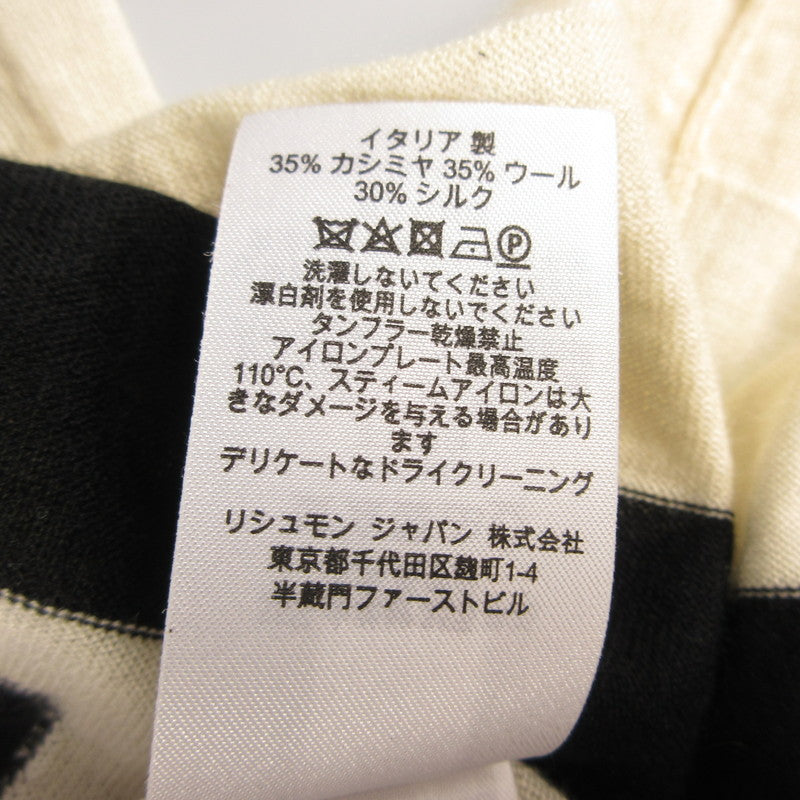 イタリア 製
35% カシミヤ 35% ウール
30% シルク
P
洗濯しないてください
漂白剤を使用しないでください
タンブラー乾燥禁止
アイロンプレート最高温度
110°C、スティームアイロンは大
きなダメージを与える場合があり
ます
デリケートなドライクリーニング
リシュモン ジャパン 株式会社
東京都千代田区麹町1-4
半蔵門ファーストビル